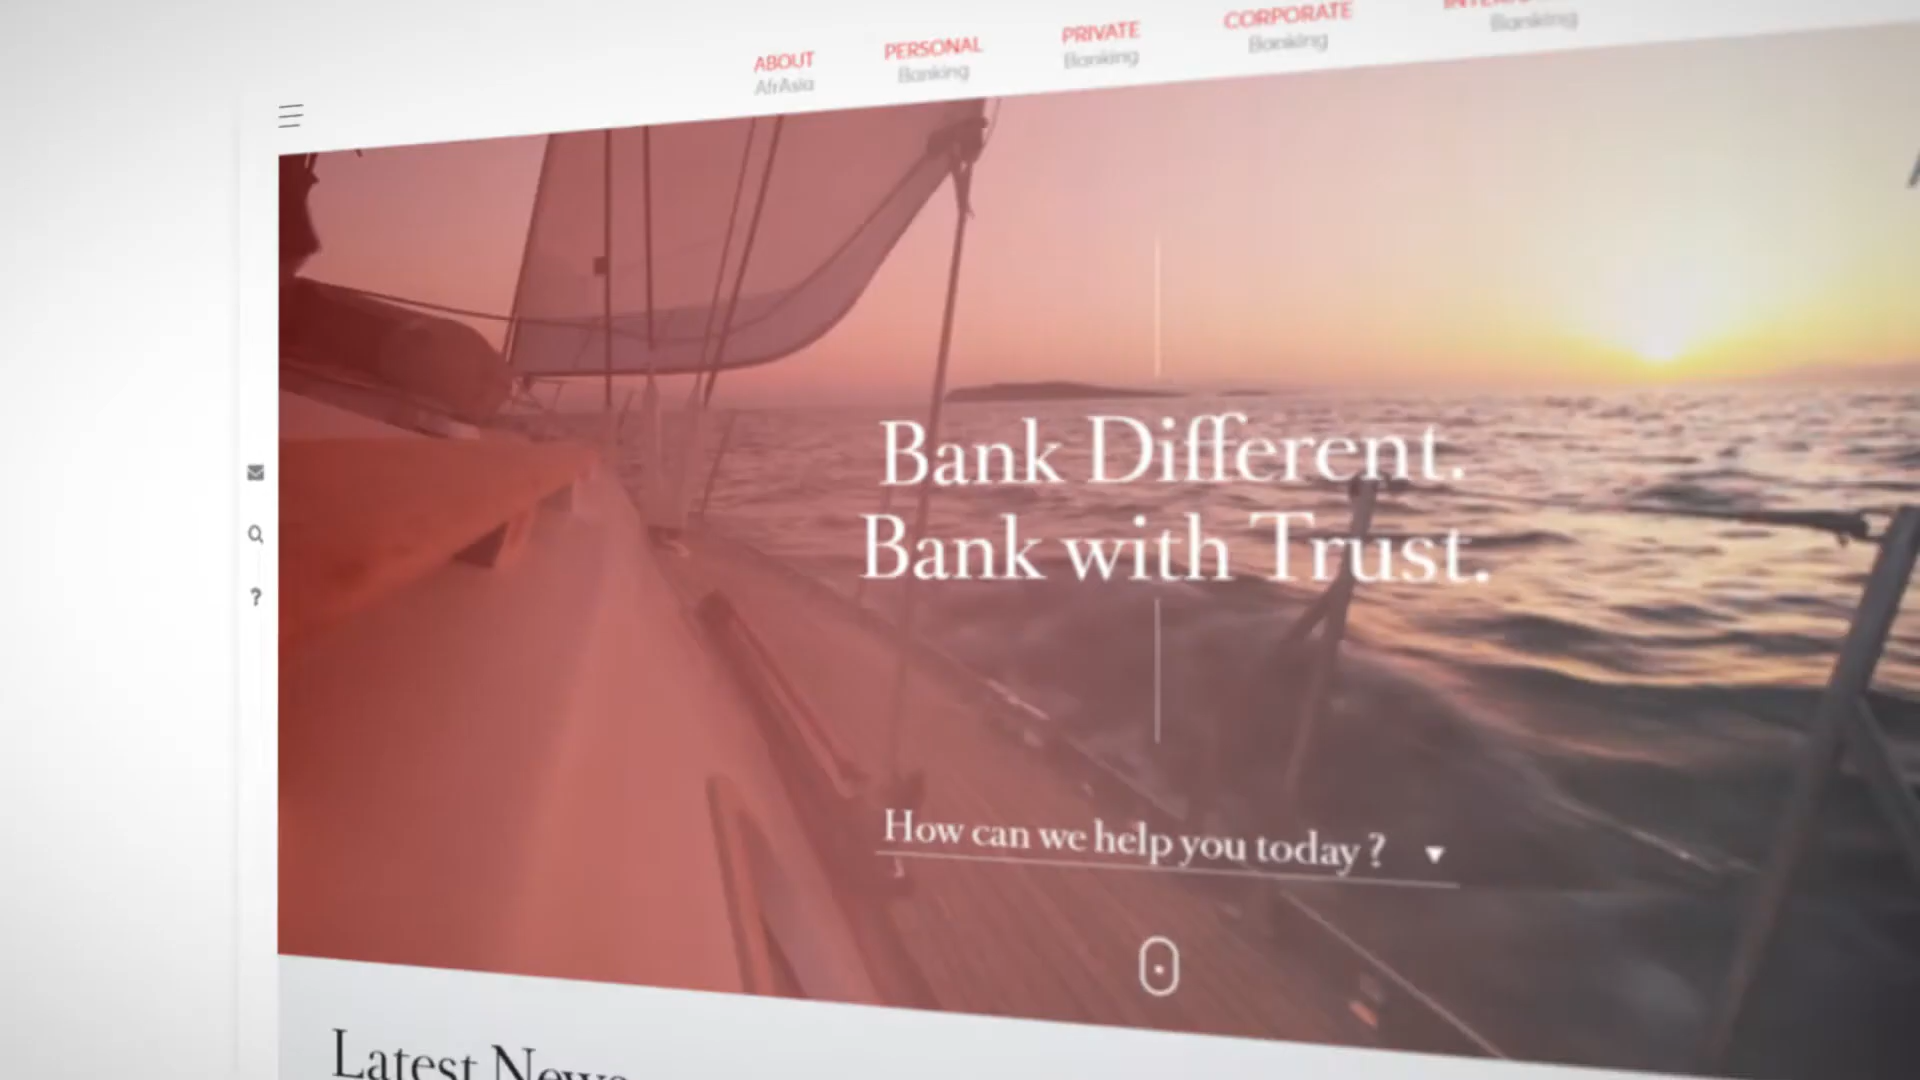 ABOUT
AfrAsia
PERSONAL
Banking
PRIVATE
Banking
CORPORATE
Banking
Banking
Bank Different.
Bank with Trust.
How can we help you today ?
Latest News